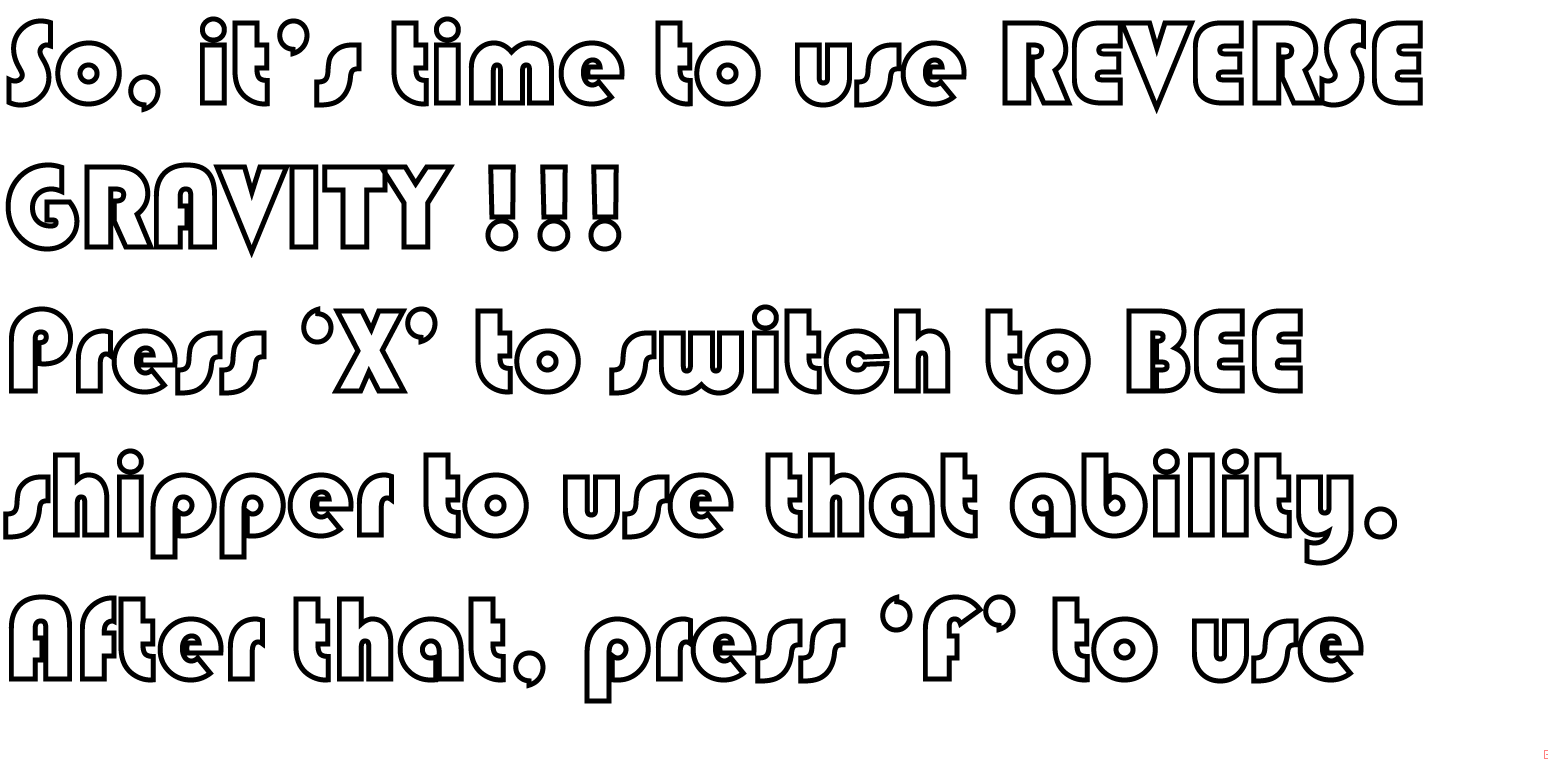 So, it's time to use REVERSE
GRAVITY !!!
Press 'X' to switch to BEE
shipper to use that ability.
After that, press 'F' to use
E